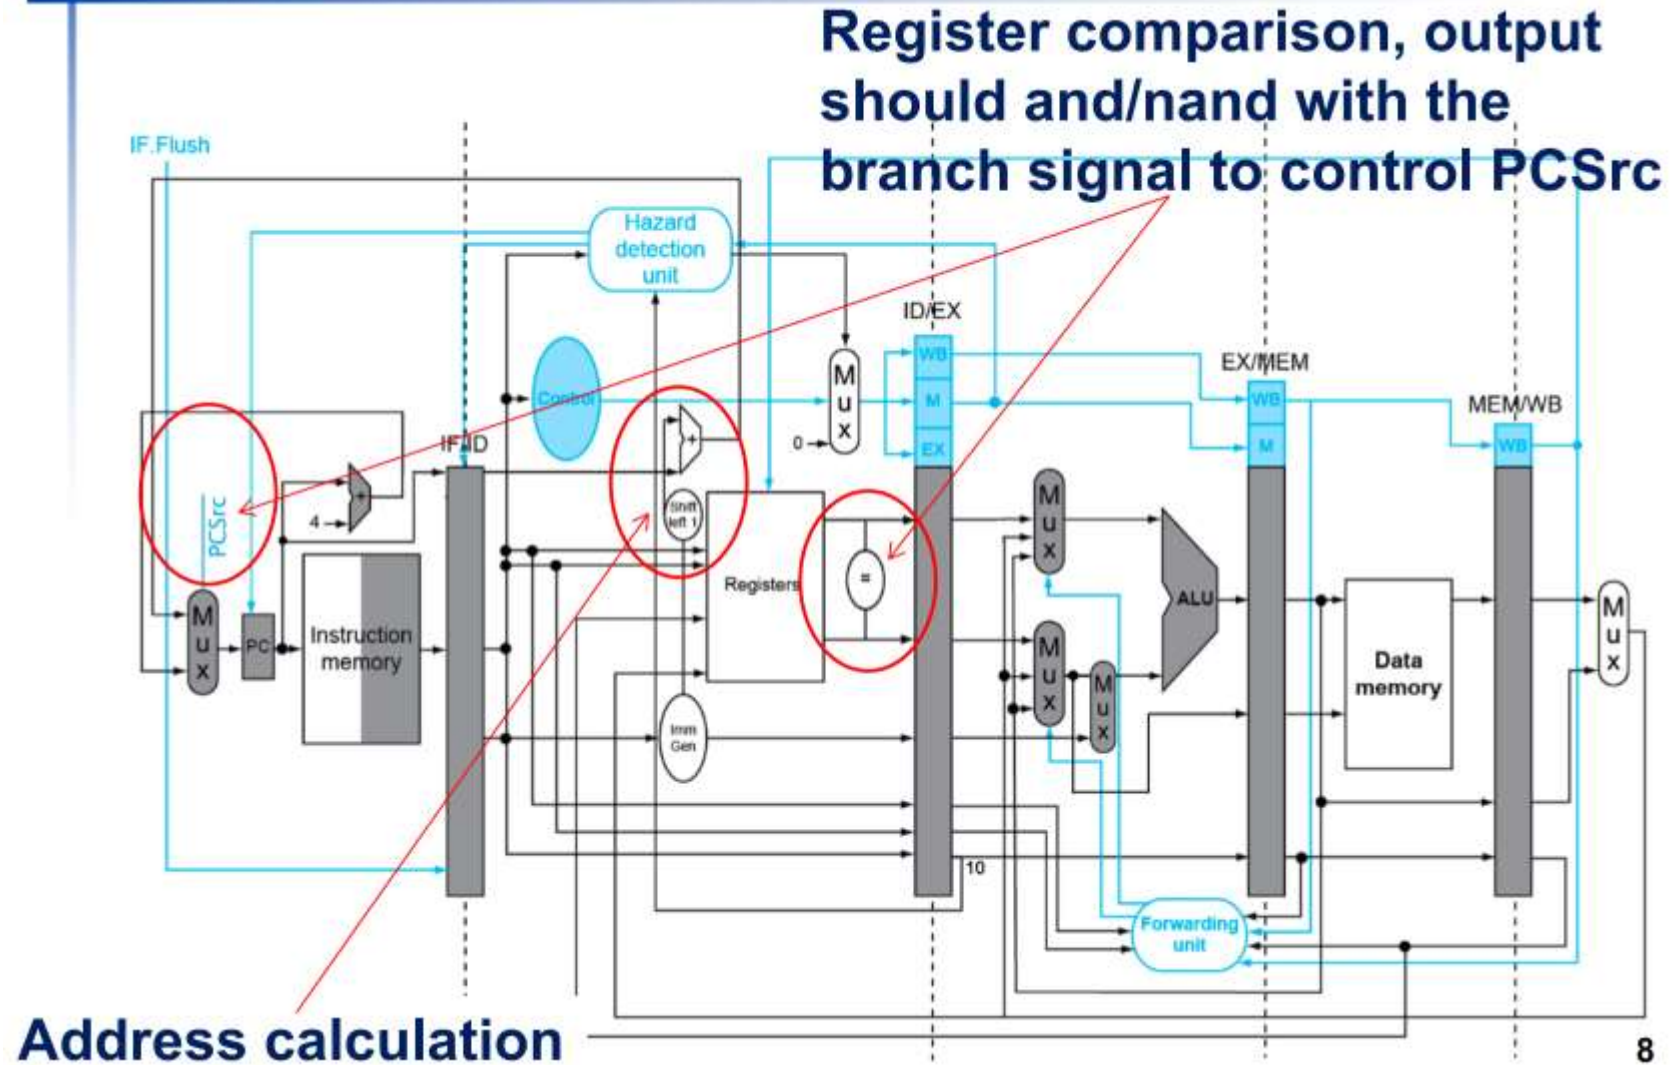 Register comparison, output
should and/nand with the
branch signal to control PCSrc
IF.Flush
Hazard
detection
unit
ID/EX
WB
M
EX
M
u
x
0
Control
EX/MEM
WB
M
MEM/WB
WB
IF/ID
PCSrc
4
+
+
Shift
left 1
M
u
x
PC
Instruction
memory
Registers
=
Imm
Gen
M
u
x
M
u
x
M
u
x
ALU
Data
memory
M
u
x
10
Forwarding
unit
Address calculation
8